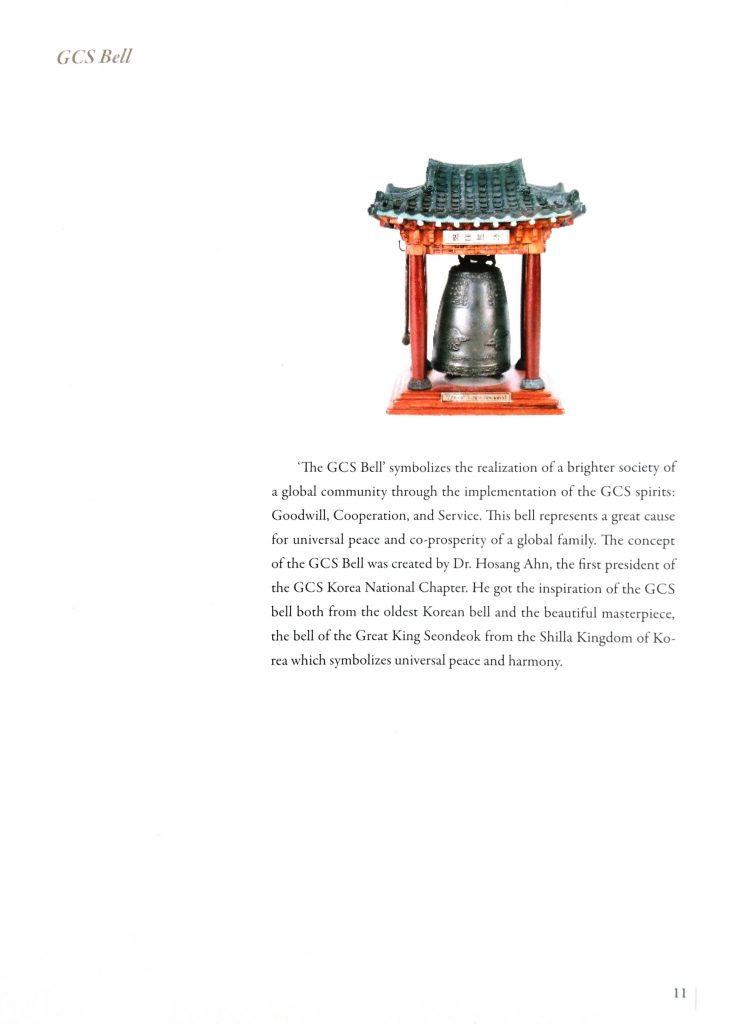 GCS Bell
‘The GCS Bell’ symbolizes the realization of a brighter society of
a global community through the implementation of the GCS spirits:
Goodwill, Cooperation, and Service. This bell represents a great cause
for universal peace and co-prosperity of a global family. The concept
of the GCS Bell was created by Dr. Hosang Ahn, the first president of
the GCS Korea National Chapter. He got the inspiration of the GCS
bell both from the oldest Korean bell and the beautiful masterpiece,
the bell of the Great King Seondeok from the Shilla Kingdom of Ko-
rea which symbolizes universal peace and harmony.
11